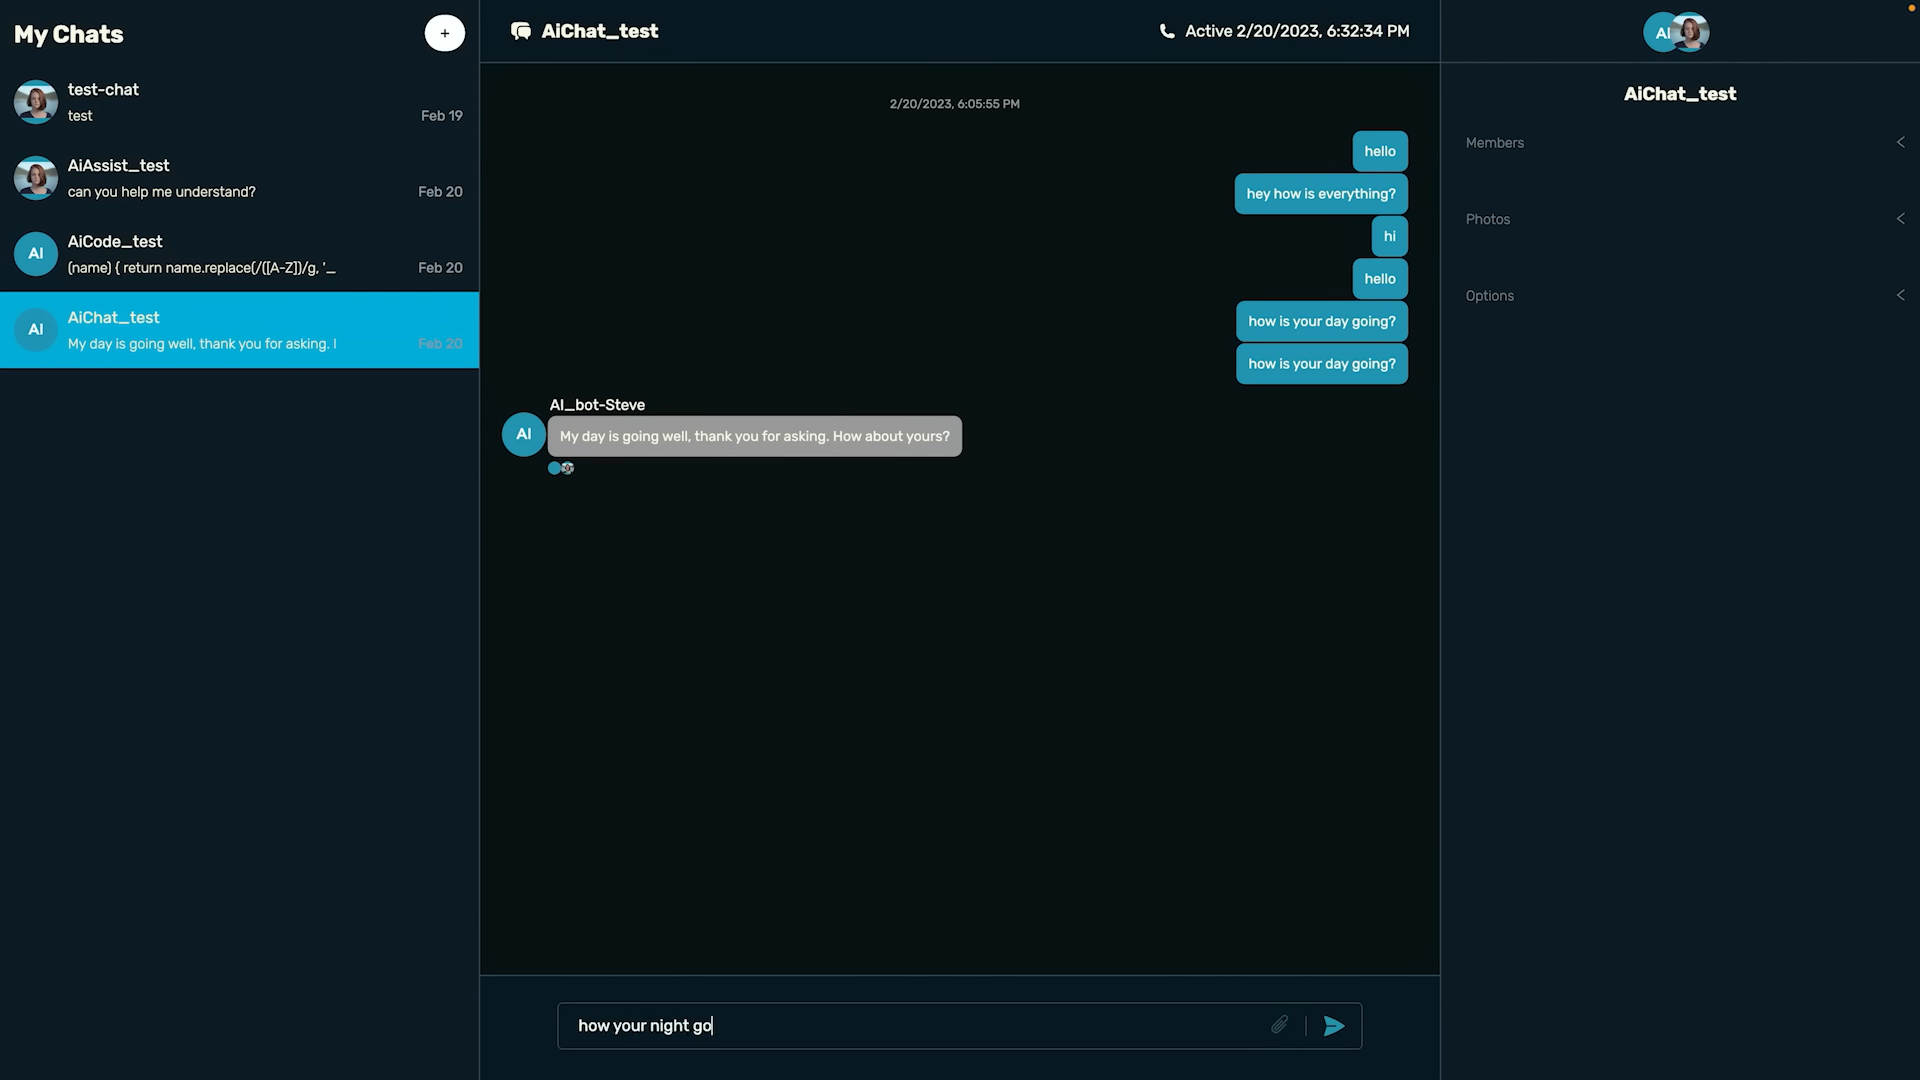 My Chats
+
test-chat
test
Feb 19
AiAssist_test
can you help me understand?
Feb 20
AI
AiCode_test
(name) { return name.replace(/([A-Z])/g, '_
Feb 20
AI
AiChat_test
My day is going well, thank you for asking. I
Feb 20
AiChat_test
Active 2/20/2023, 6:32:34 PM
2/20/2023, 6:05:55 PM
hello
hey how is everything?
hi
hello
how is your day going?
how is your day going?
AI_bot-Steve
AI
My day is going well, thank you for asking. How about yours?
how your night go
AI
AiChat_test
Members
Photos
Options